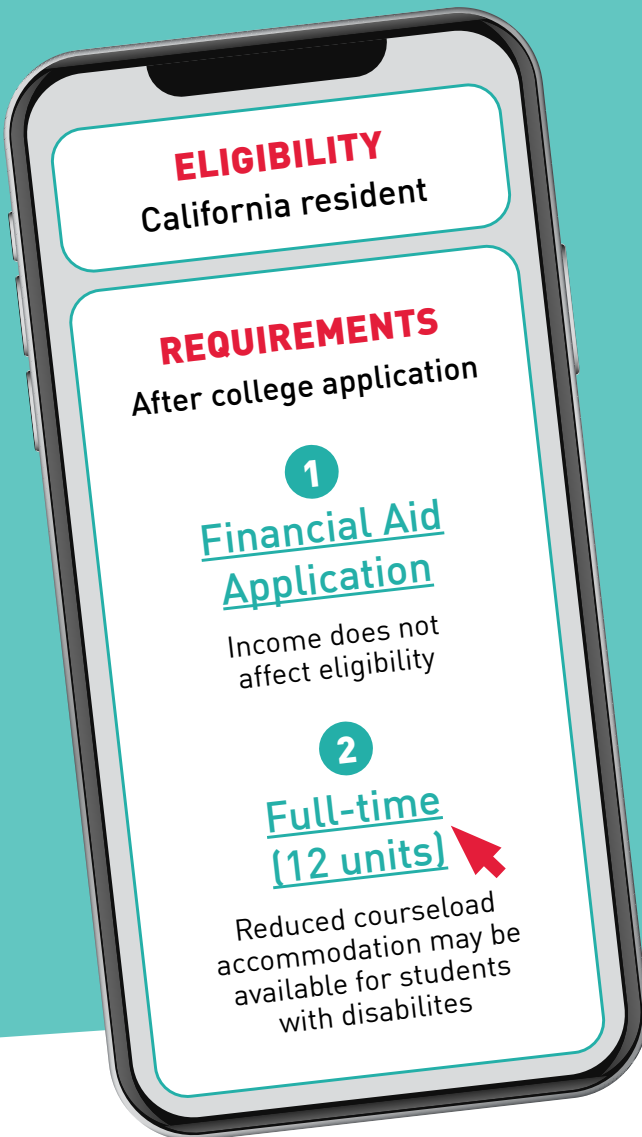 ELIGIBILITY
California resident
REQUIREMENTS
After college application
1
Financial Aid
Application
Income does not
affect eligibility
2
Full-time
(12 units)
Reduced courseload
accommodation may be
available for students
with disabilites